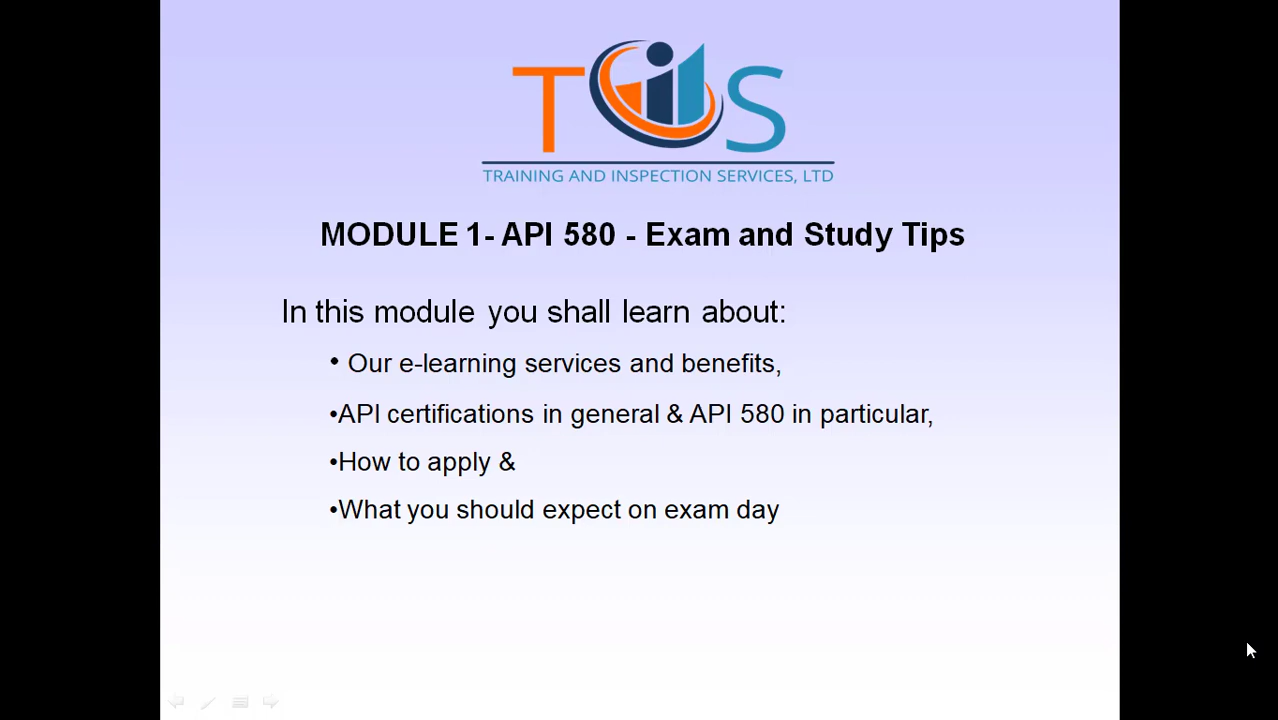 TiS
TRAINING AND INSPECTION SERVICES, LTD
MODULE 1- API 580 - Exam and Study Tips
In this module you shall learn about:
• Our e-learning services and benefits,
•API certifications in general & API 580 in particular,
•How to apply &
•What you should expect on exam day